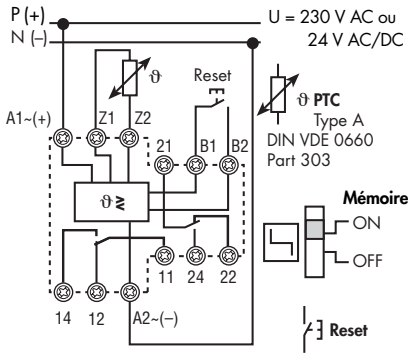 P (+)
U = 230 V AC ou
N (–)
24 V AC/DC
ϑ
Reset
A1~(+)
Z1
Z2
ϑ PTC
Type A
21
B1
B2
DIN VDE 0660
Part 303
ϑ
Mémoire
ON
OFF
11
24
22
14
12
A2~(–)
Reset